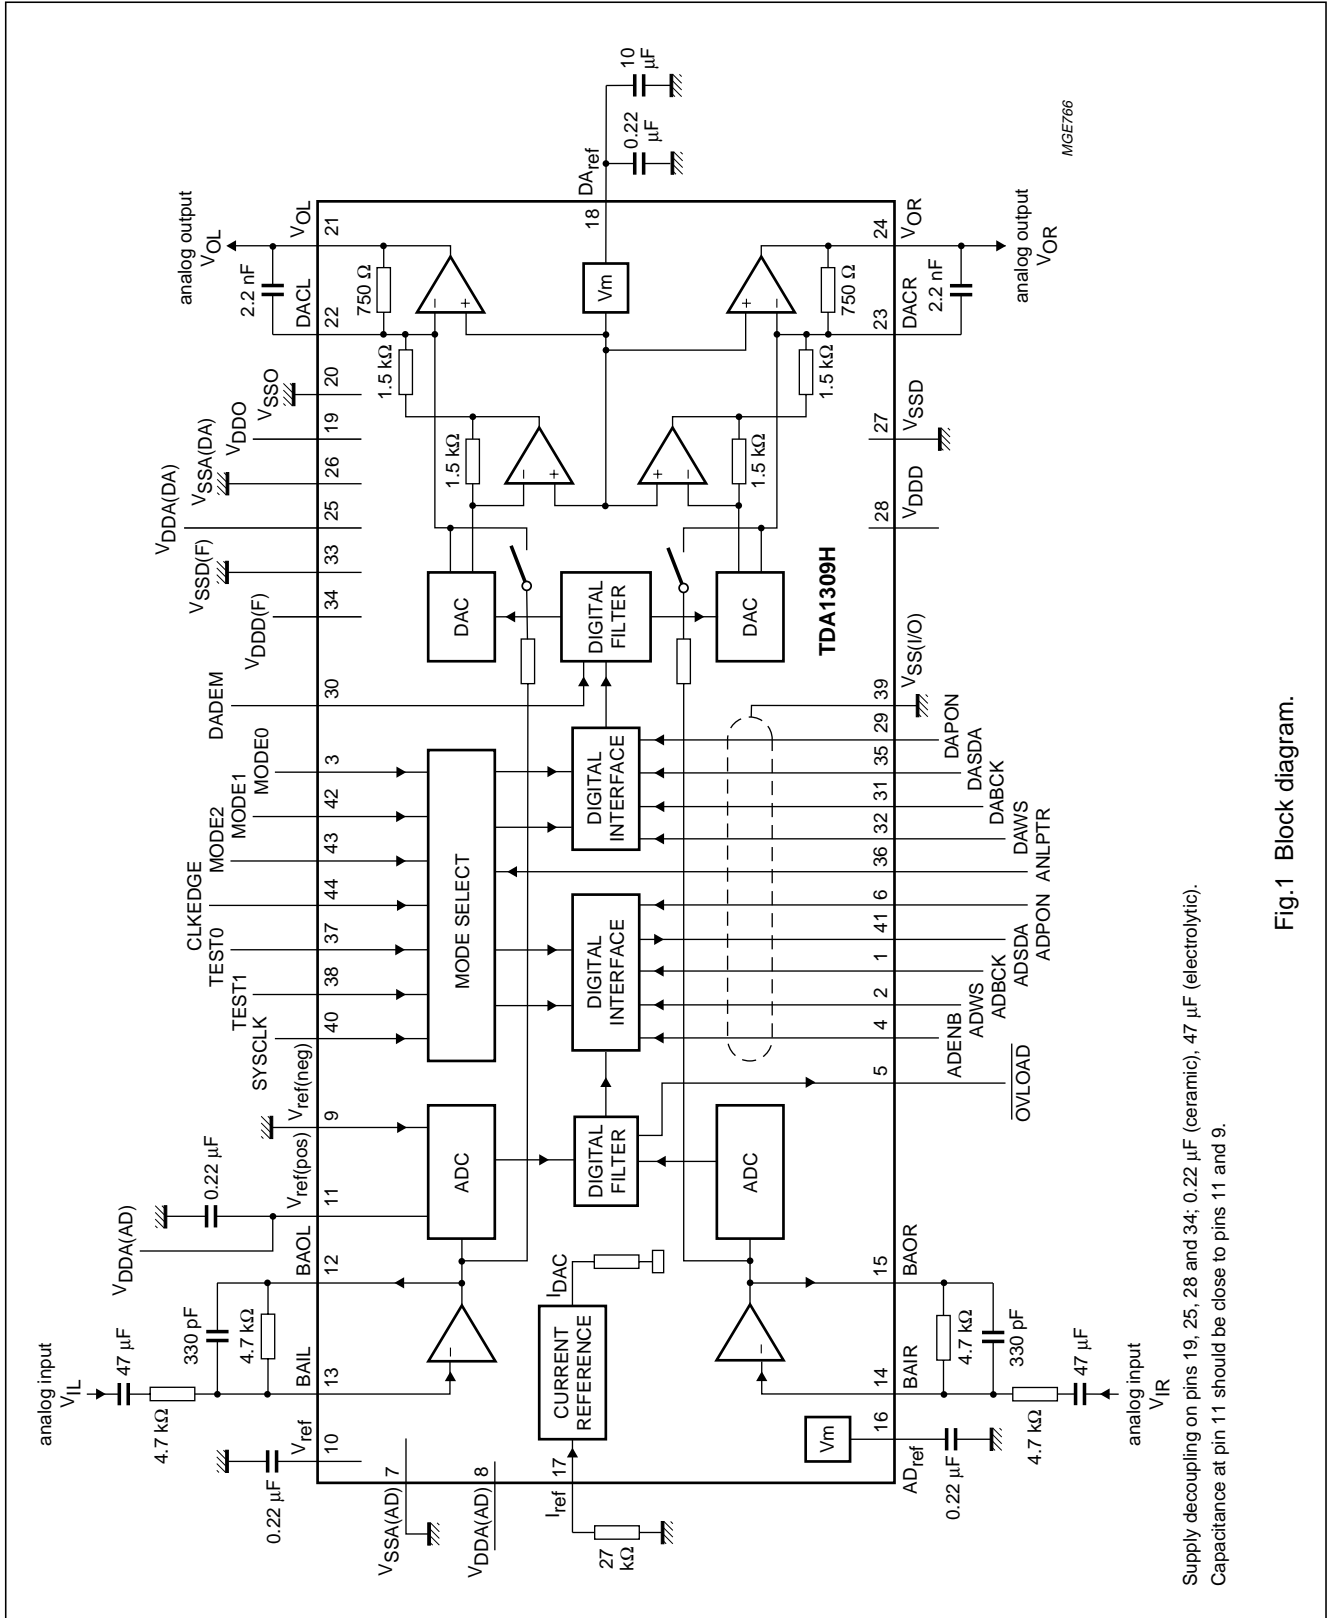 analog input
VIL
47 μF
4.7 kΩ
330 pF
4.7 kΩ
VDDA(AD)
0.22 μF
0.22 μF
Vref
10
BAIL
13
BAOL
12
Vref(pos)
11
Vref(neg)
9
SYSCLK
40
TEST1
38
TEST0
37
CLKEDGE
44
MODE2
43
MODE1
42
MODE0
3
DADEM
30
VDDD(F)
34
VSSD(F)
33
VDDA(DA)
25
VSSA(DA)
26
VDDO
19
VSSO
20
DACL
22
2.2 nF
VOL
21
analog output
VOL
VSSA(AD) 7
VDDA(AD) 8
Iref 17
27
kΩ
−
ADC
MODE SELECT
DAC
1.5 kΩ
1.5 kΩ
750 Ω
−
+
−
+
CURRENT
REFERENCE
IDAC
DIGITAL
FILTER
DIGITAL
INTERFACE
DIGITAL
INTERFACE
DIGITAL
FILTER
Vm
18
DAref
0.22
μF
10
μF
−
ADC
DAC
+
−
+
−
1.5 kΩ
1.5 kΩ
750 Ω
Vm
TDA1309H
16
ADref
0.22 μF
14
BAIR
15
BAOR
4.7 kΩ
330 pF
4.7 kΩ
47 μF
analog input
VIR
5
OVLOAD
4
ADENB
2
ADWS
1
ADBCK
41
ADSDA
6
ADPON
36
ANLPTR
32
DAWS
31
DABCK
35
DASDA
29
DAPON
39
VSS(I/O)
28
VDDD
27
VSSD
23
DACR
2.2 nF
24
VOR
analog output
VOR
MGE766
Supply decoupling on pins 19, 25, 28 and 34; 0.22 μF (ceramic), 47 μF (electrolytic).
Capacitance at pin 11 should be close to pins 11 and 9.
Fig.1 Block diagram.